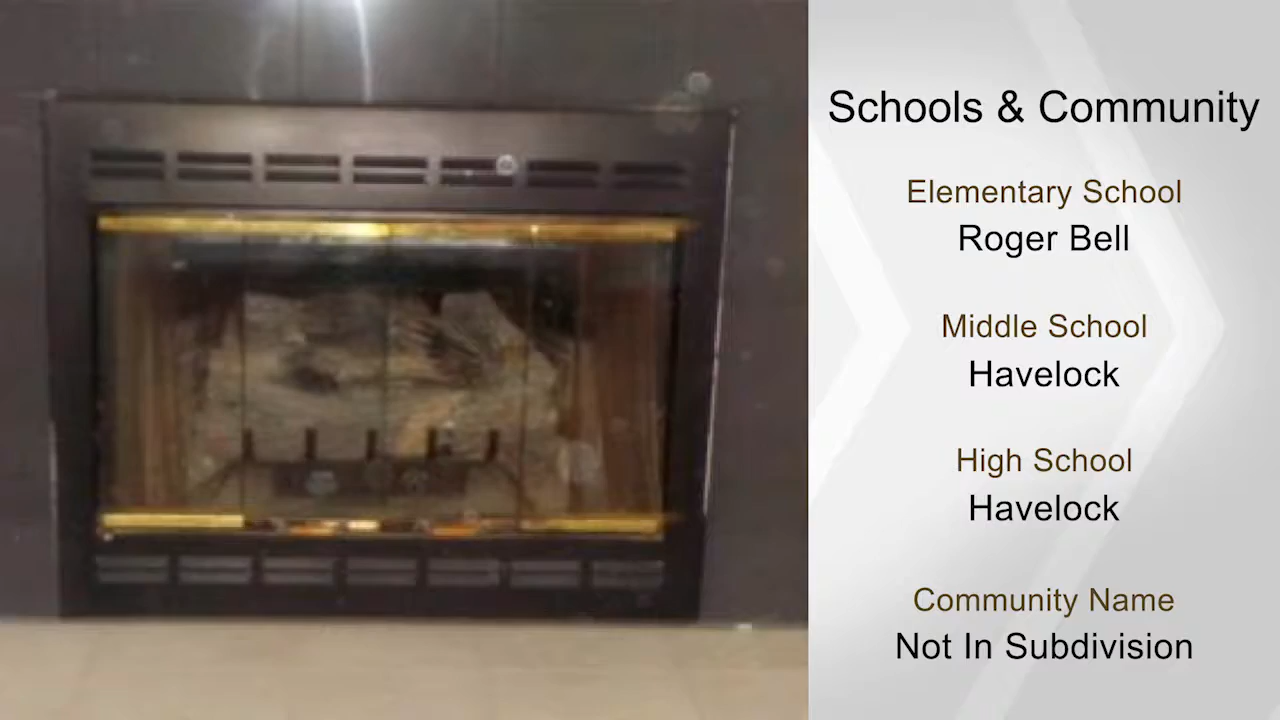 Schools & Community
Elementary School
Roger Bell
Middle School
Havelock
High School
Havelock
Community Name
Not In Subdivision